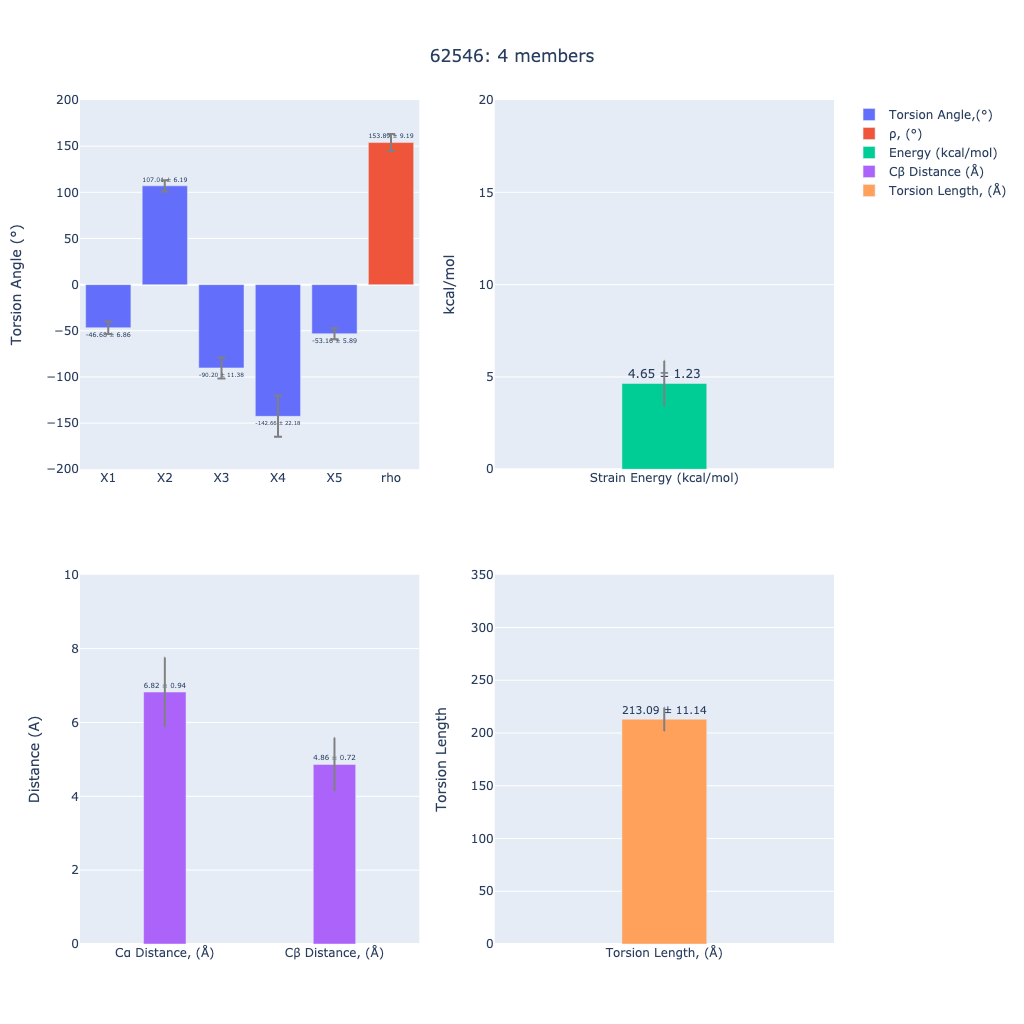 62546: 4 members
Torsion Angle (°)
200
150
100
50
0
−50
−100
−150
−200
107.01 ± 6.19
153.89 ± 9.19
-46.68 ± 6.86
-90.20 ± 11.38
-142.66 ± 22.18
-53.16 ± 5.89
X1 X2 X3 X4 X5 rho
kcal/mol
20
15
10
5
0
4.65 ± 1.23
Strain Energy (kcal/mol)
Torsion Angle,(°)
ρ, (°)
Energy (kcal/mol)
Cβ Distance (Å)
Torsion Length, (Å)
Distance (A)
10
8
6
4
2
0
6.82 ± 0.94
4.86 ± 0.72
Cα Distance, (Å) Cβ Distance, (Å)
Torsion Length
350
300
250
200
150
100
50
0
213.09 ± 11.14
Torsion Length, (Å)